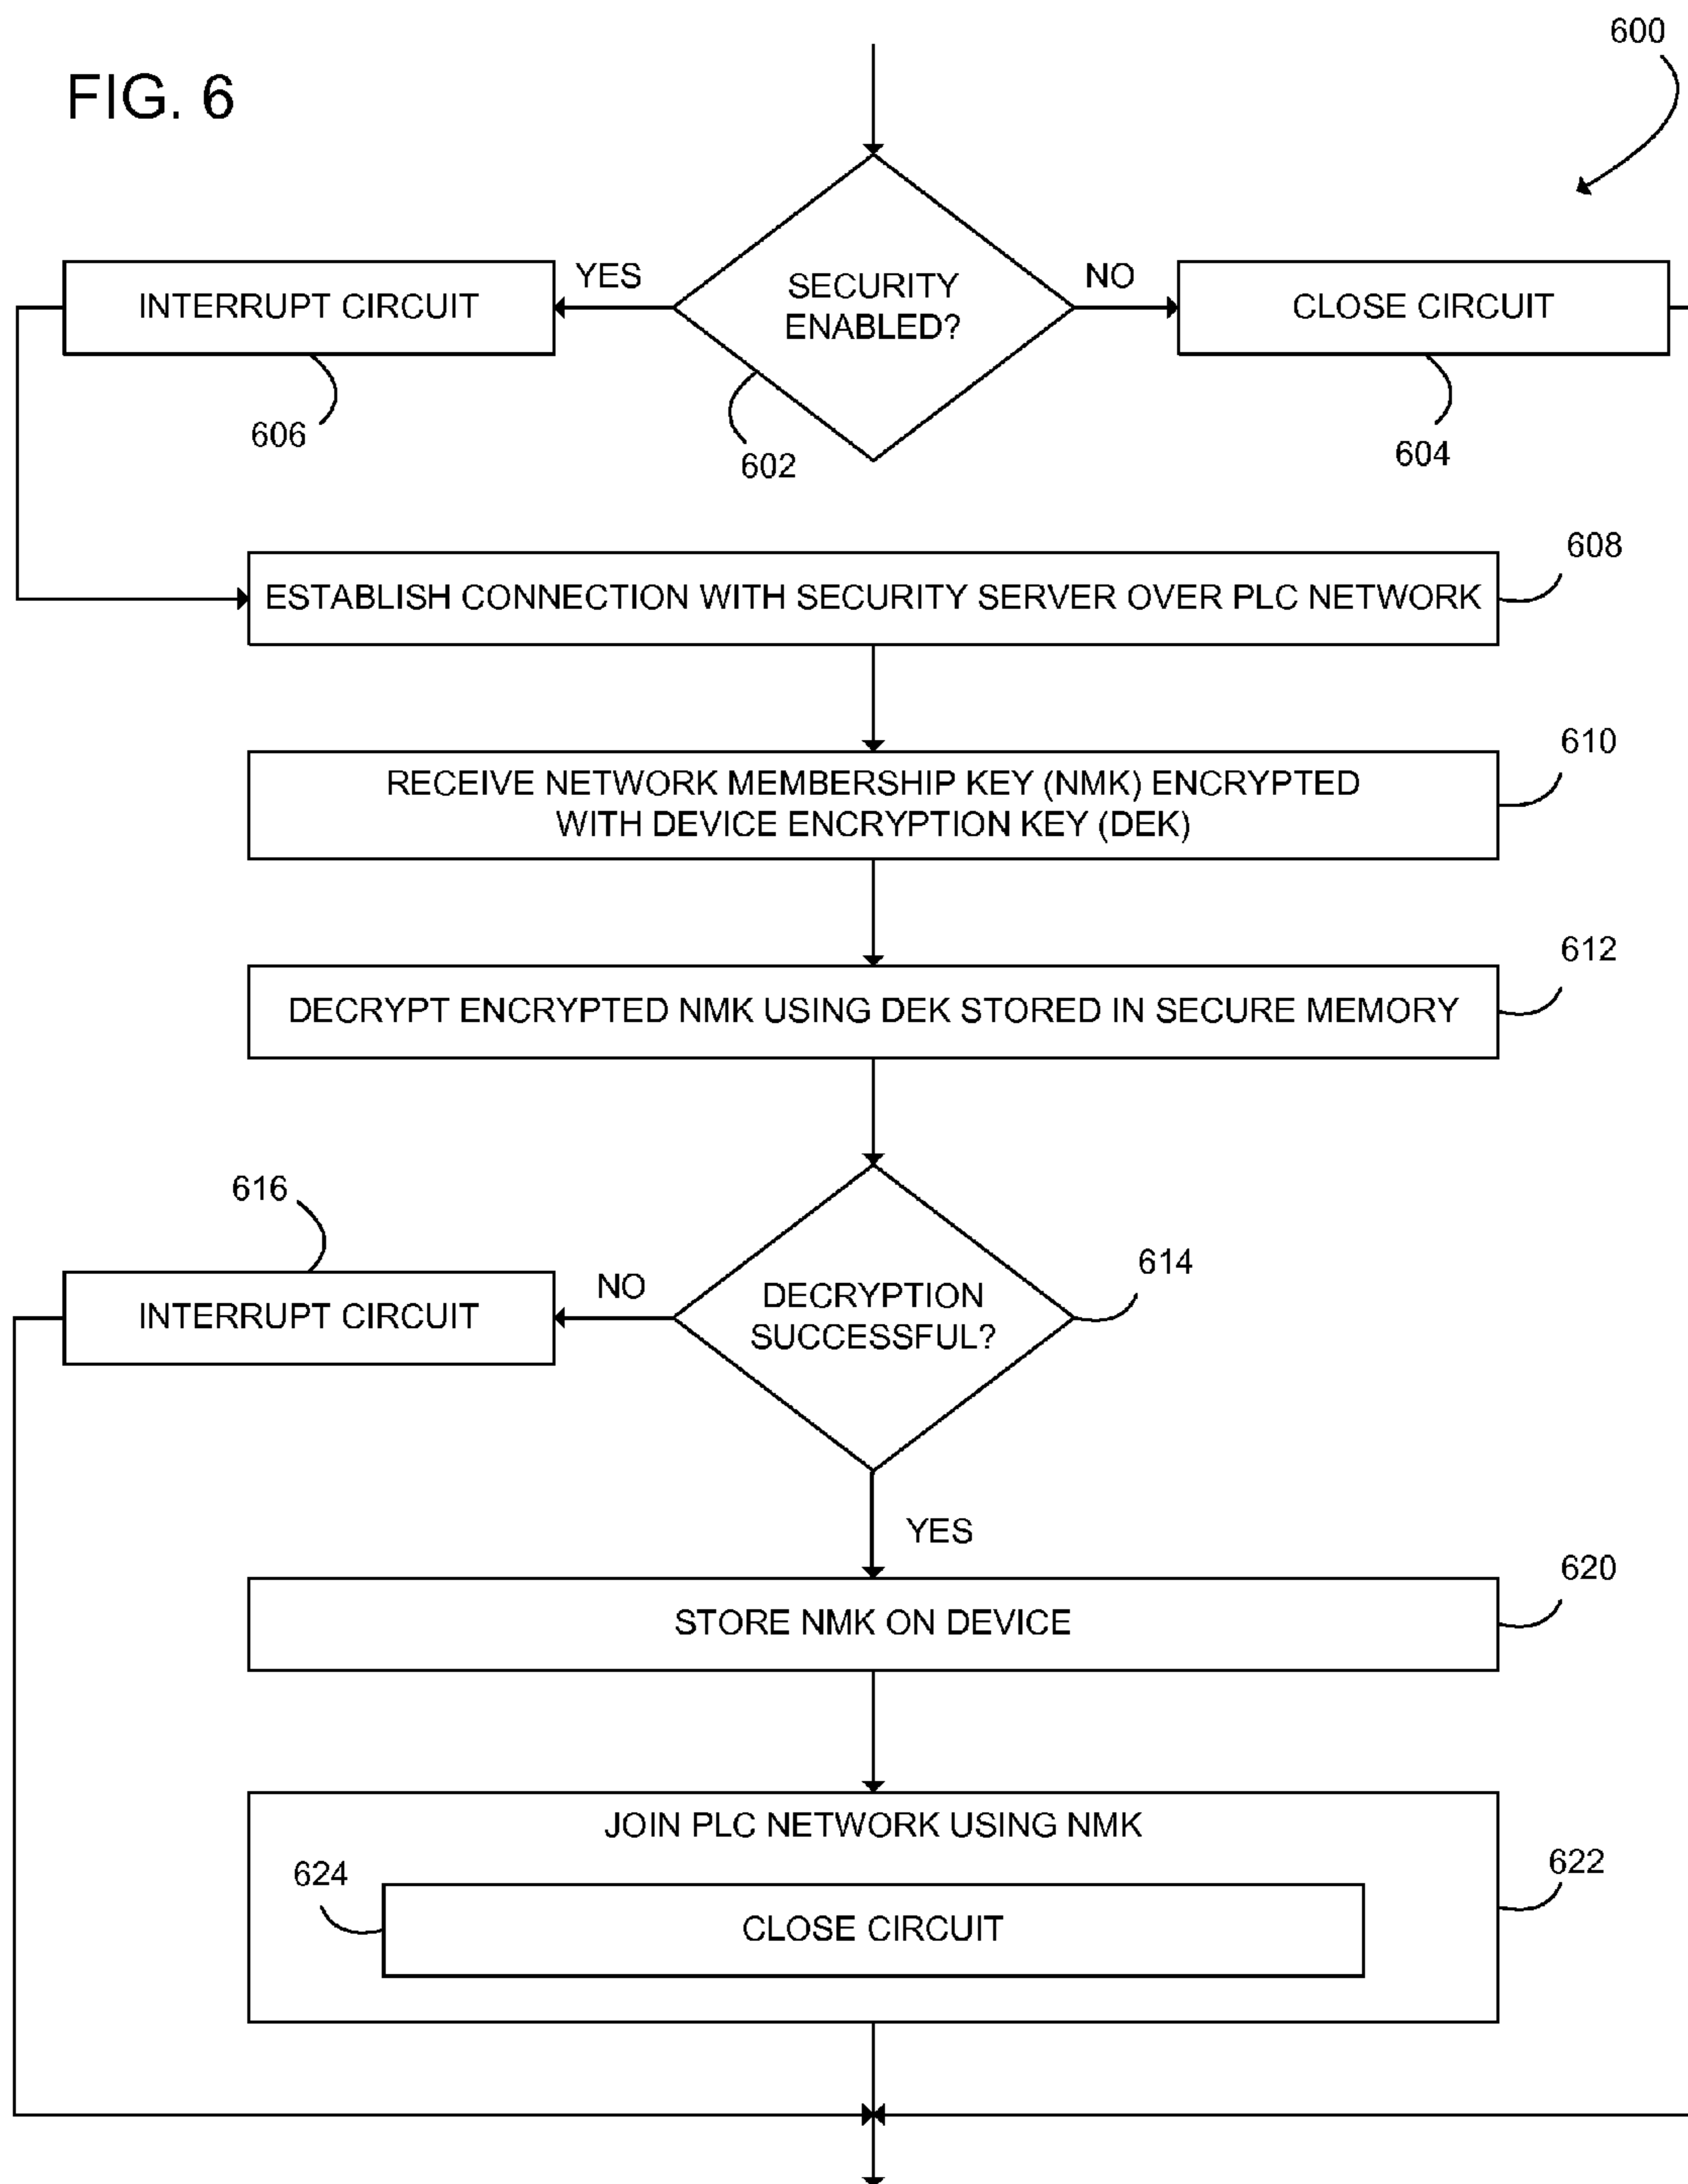 600
FIG. 6
YES
NO
INTERRUPT CIRCUIT
SECURITY
ENABLED?
CLOSE CIRCUIT
606
602
604
608
ESTABLISH CONNECTION WITH SECURITY SERVER OVER PLC NETWORK
610
RECEIVE NETWORK MEMBERSHIP KEY (NMK) ENCRYPTED
WITH DEVICE ENCRYPTION KEY (DEK)
612
DECRYPT ENCRYPTED NMK USING DEK STORED IN SECURE MEMORY
616
614
NO
INTERRUPT CIRCUIT
DECRYPTION
SUCCESSFUL?
YES
620
STORE NMK ON DEVICE
JOIN PLC NETWORK USING NMK
622
624
CLOSE CIRCUIT